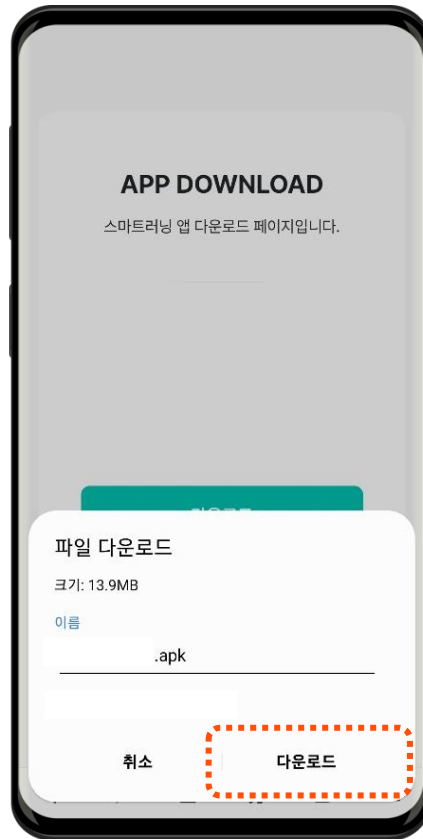 APP DOWNLOAD
스마트러닝 앱 다운로드 페이지입니다.
파일 다운로드
크기: 13.9MB
이름
.apk
취소
다운로드